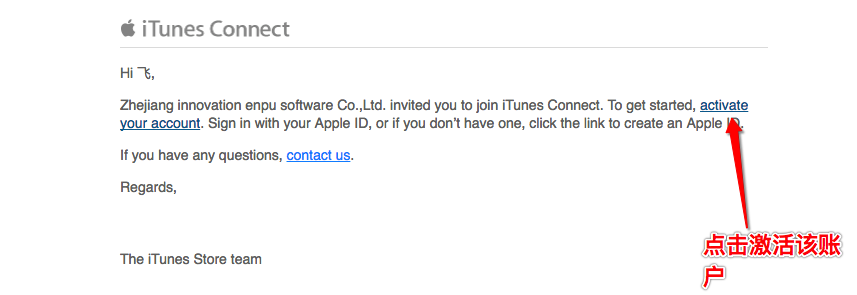 iTunes Connect
Hi 飞,
Zhejiang innovation enpu software Co.,Ltd. invited you to join iTunes Connect. To get started, activate
your account. Sign in with your Apple ID, or if you don't have one, click the link to create an Apple ID.
If you have any questions, contact us.
Regards,
点击激活该账
户
The iTunes Store team